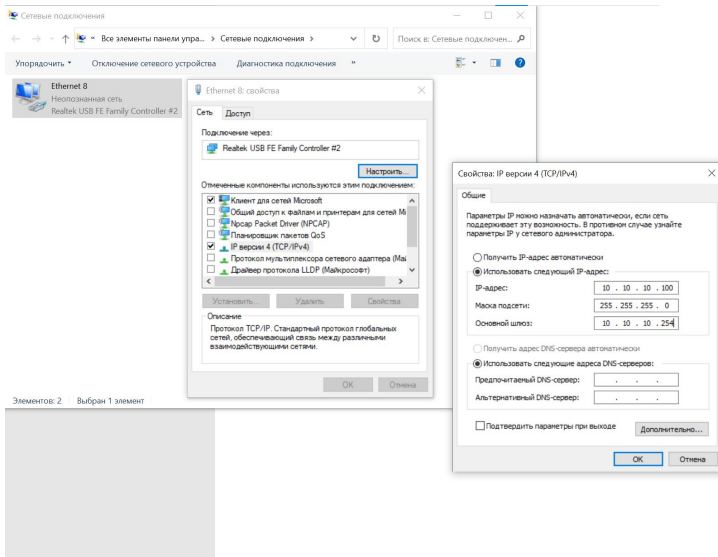 Сетевые подключения
« Все элементы панели упра... > Сетевые подключения >
Поиск в: Сетевые подключен...
Упорядочить
Отключение сетевого устройства
Диагностика подключения
»
Ethernet 8
Неопознанная сеть
Realtek USB FE Family Controller #2
Элементов: 2
Выбран 1 элемент
Ethernet 8: свойства
Сеть
Доступ
Подключение через:
Realtek USB FE Family Controller #2
Настроить...
Отмеченные компоненты используются этим подключением:
Клиент для сетей Microsoft
Общий доступ к файлам и принтерам для сетей Mi
Npcap Packet Driver (NPCAP)
Планировщик пакетов QoS
IP версии 4 (TCP/IPv4)
Протокол мультиплексора сетевого адаптера (Май
Драйвер протокола LLDP (Майкрософт)
Установить...
Удалить
Свойства
Описание
Протокол TCP/IP. Стандартный протокол глобальных
сетей, обеспечивающий связь между различными
взаимодействующими сетями.
OK
Отмена
Свойства: IP версии 4 (TCP/IPv4)
Общие
Параметры IP можно назначать автоматически, если сеть
поддерживает эту возможность. В противном случае узнайте
параметры IP у сетевого администратора.
Получить IP-адрес автоматически
Использовать следующий IP-адрес:
IP-адрес:
10 . 10 . 10 . 100
Маска подсети:
255 . 255 . 255 . 0
Основной шлюз:
10 . 10 . 10 . 254
Получить адрес DNS-сервера автоматически
Использовать следующие адреса DNS-серверов:
Предпочитаемый DNS-сервер:
. . .
Альтернативный DNS-сервер:
. . .
Подтвердить параметры при выходе
Дополнительно...
OK
Отмена